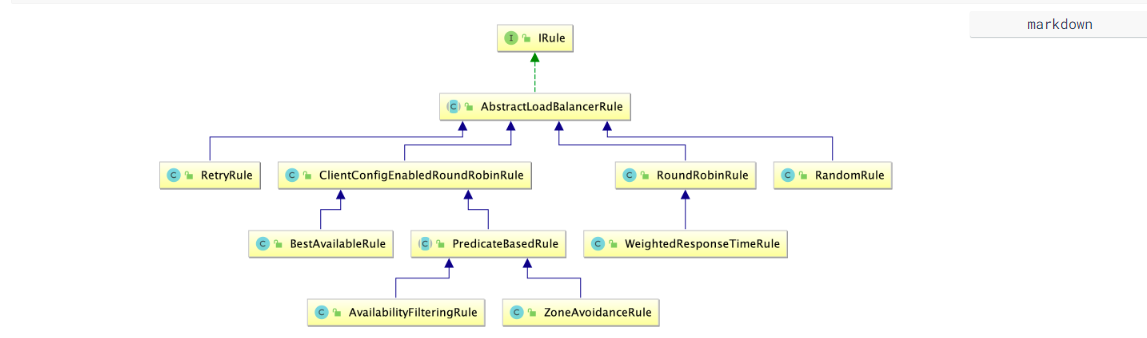 markdown
IRule
AbstractLoadBalancerRule
RetryRule
ClientConfigEnabledRoundRobinRule
RoundRobinRule
RandomRule
BestAvailableRule
PredicateBasedRule
WeightedResponseTimeRule
AvailabilityFilteringRule
ZoneAvoidanceRule